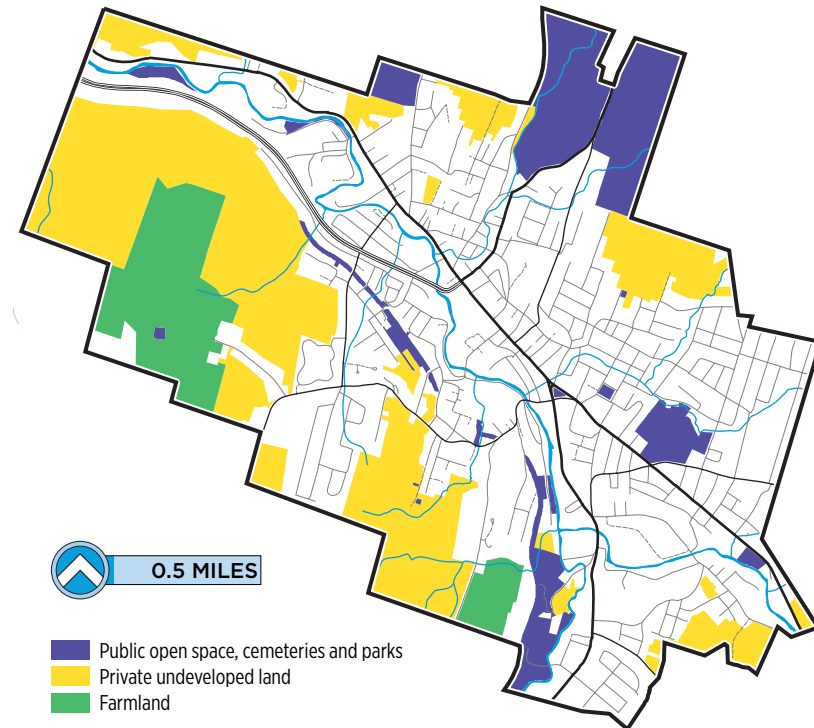 0.5 MILES
Public open space, cemeteries and parks
Private undeveloped land
Farmland